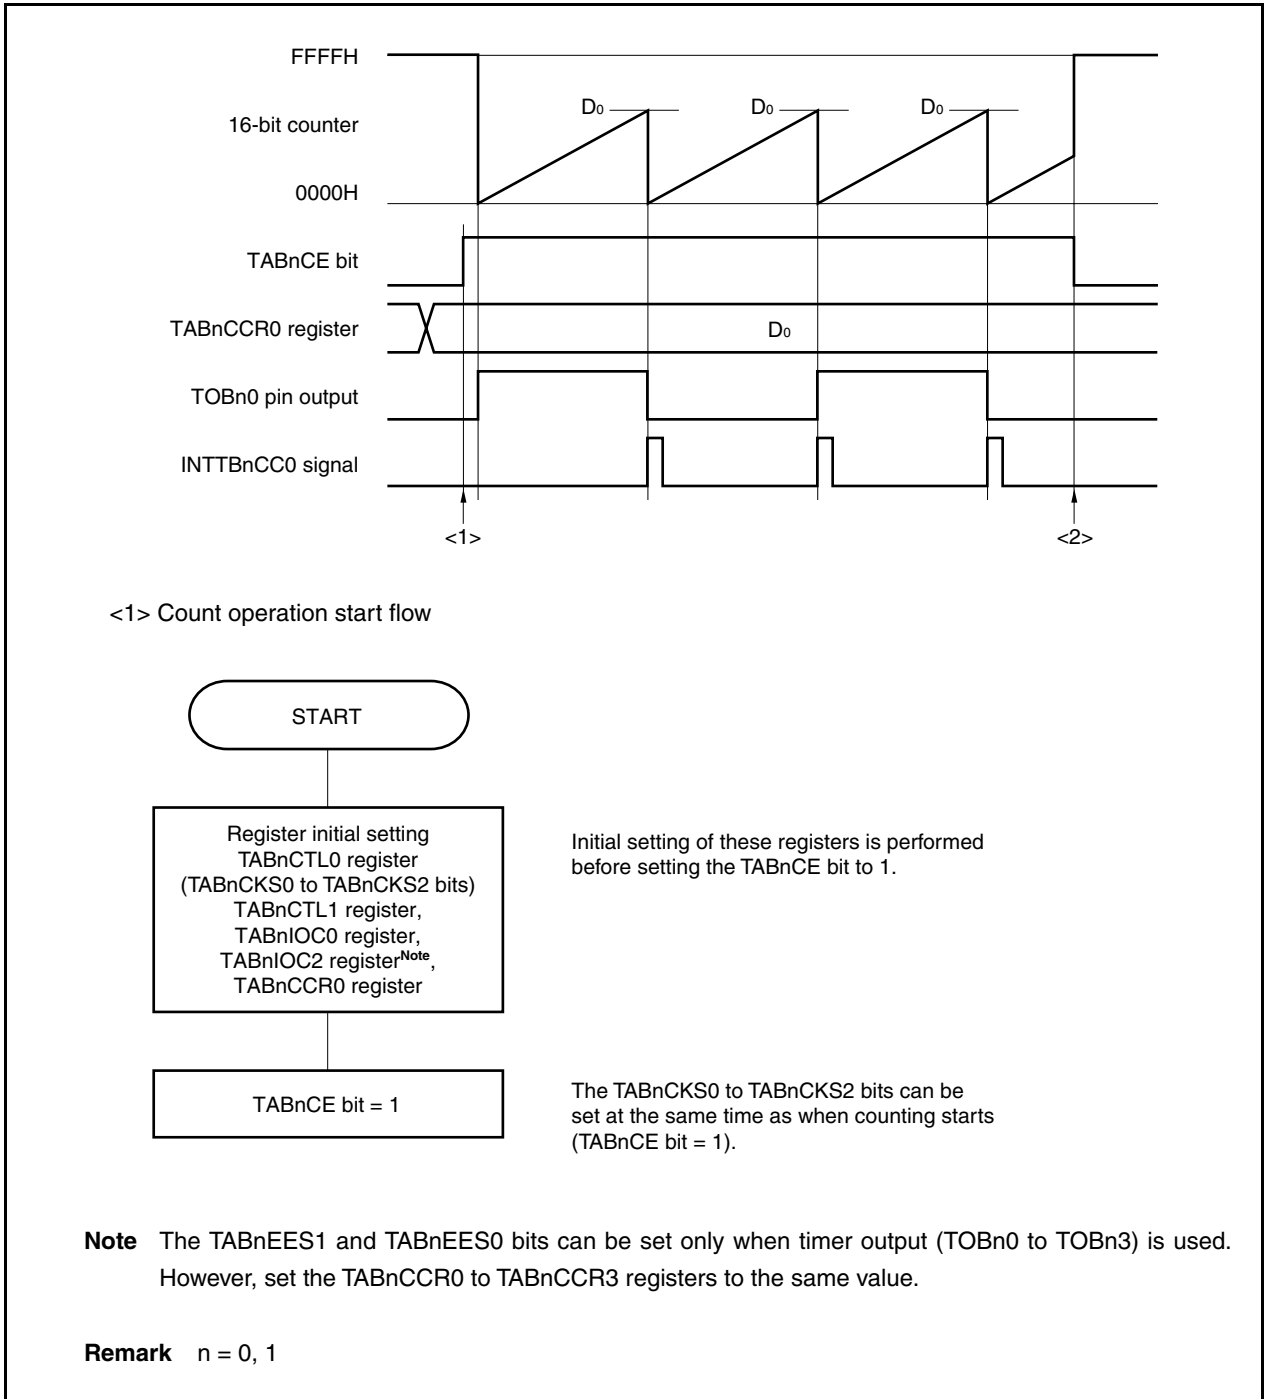 FFFFH
D0 D0 D0
16-bit counter
0000H
TABnCE bit
TABnCCR0 register
D0
TOBn0 pin output
INTTBnCC0 signal
<1> <2>
<1> Count operation start flow
START
Register initial setting
TABnCTL0 register
(TABnCKS0 to TABnCKS2 bits)
TABnCTL1 register,
TABnIOC0 register,
TABnIOC2 registerNote,
TABnCCR0 register
Initial setting of these registers is performed
before setting the TABnCE bit to 1.
TABnCE bit = 1
The TABnCKS0 to TABnCKS2 bits can be
set at the same time as when counting starts
(TABnCE bit = 1).
Note The TABnEES1 and TABnEES0 bits can be set only when timer output (TOBn0 to TOBn3) is used.
However, set the TABnCCR0 to TABnCCR3 registers to the same value.
Remark n = 0, 1